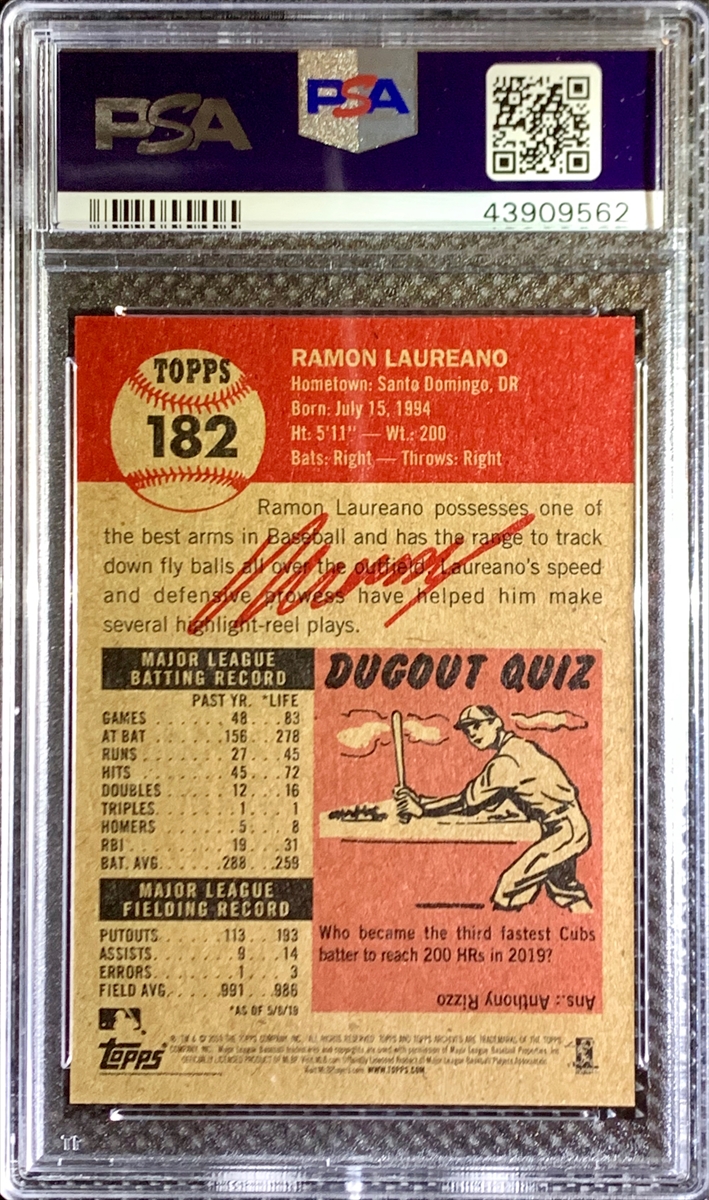 PSA
PSA
43909562
TOPPS
182
RAMON LAUREANO
Hometown: Santo Domingo, DR
Born: July 15, 1994
Ht: 5'11" — Wt.: 200
Bats: Right — Throws: Right
Ramon Laureano possesses one of
the best arms in Baseball and has the range to track
down fly balls all over the outfield. Laureano's speed
and defensive prowess have helped him make
several highlight-reel plays.
MAJOR LEAGUE
BATTING RECORD
PAST YR. *LIFE
GAMES . . . . . . . . 48 . . . 83
AT BAT . . . . . . . 156 . . . 278
RUNS . . . . . . . . 27 . . . 45
HITS . . . . . . . . 45 . . . 72
DOUBLES . . . . . . 12 . . . 16
TRIPLES . . . . . . . 1 . . . . 1
HOMERS . . . . . . . 5 . . . . 8
RBI . . . . . . . . . 19 . . . 31
BAT. AVG. . . . . . .288 . . .259
MAJOR LEAGUE
FIELDING RECORD
PUTOUTS . . . . . . 113 . . . 193
ASSISTS . . . . . . . 9 . . . 14
ERRORS . . . . . . . 1 . . . . 3
FIELD AVG. . . . . .991 . . .986
*AS OF 5/8/19
DUGOUT QUIZ
Who became the third fastest Cubs
batter to reach 200 HRs in 2019?
Ans.: Anthony Rizzo
Topps
WWW.TOPPS.COM